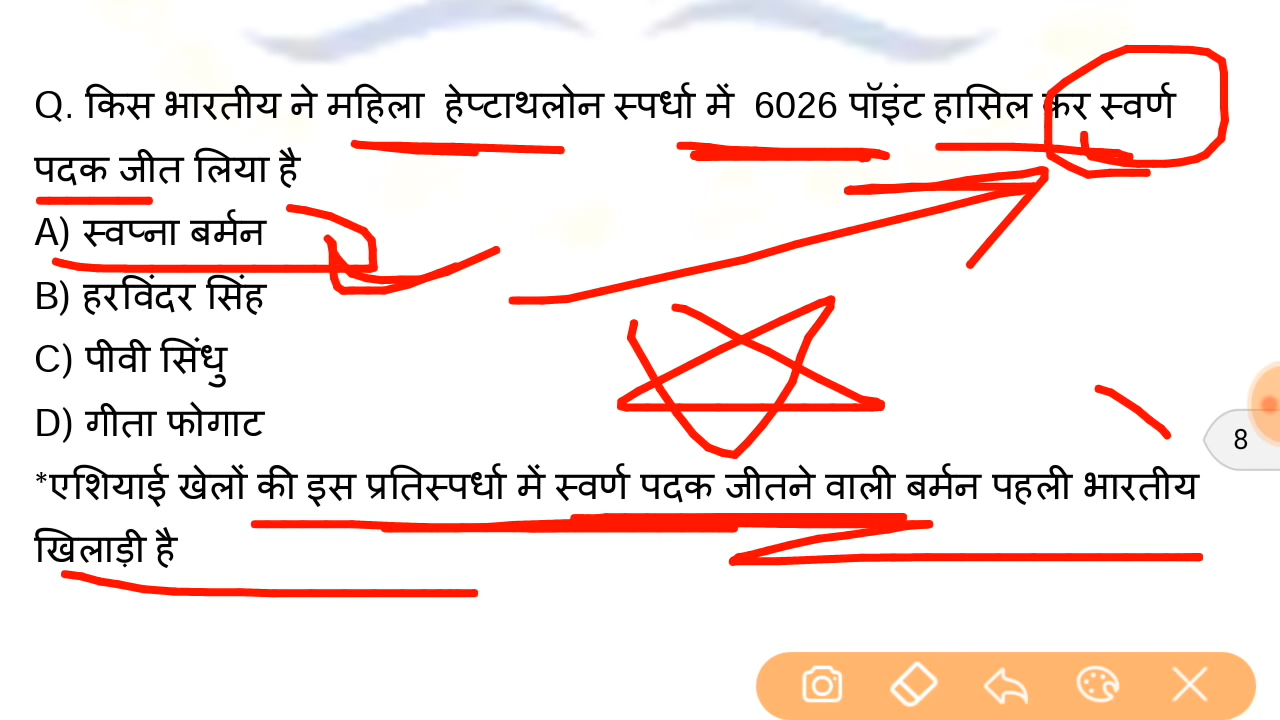 Q. किस भारतीय ने महिला हेप्टाथलोन स्पर्धा में 6026 पॉइंट हासिल कर स्वर्ण
पदक जीत लिया है
A) स्वप्ना बर्मन
B) हरविंदर सिंह
C) पीवी सिंधु
D) गीता फोगाट
*एशियाई खेलों की इस प्रतिस्पर्धा में स्वर्ण पदक जीतने वाली बर्मन पहली भारतीय
खिलाड़ी है
8